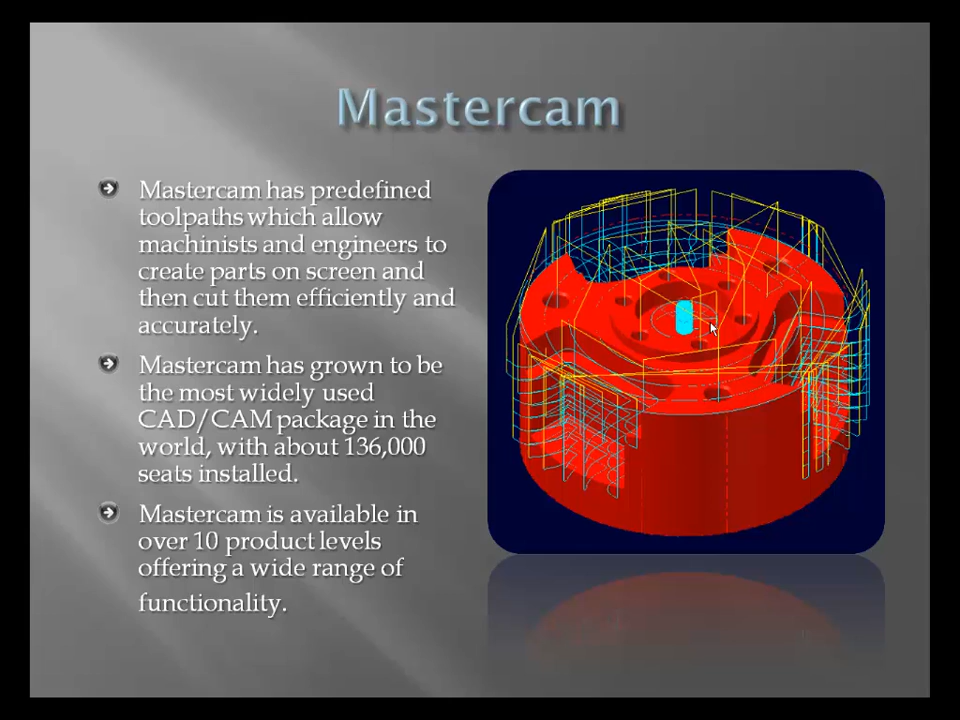 Mastercam
Mastercam has predefined
toolpaths which allow
machinists and engineers to
create parts on screen and
then cut them efficiently and
accurately.
Mastercam has grown to be
the most widely used
CAD/CAM package in the
world, with about 136,000
seats installed.
Mastercam is available in
over 10 product levels
offering a wide range of
functionality.